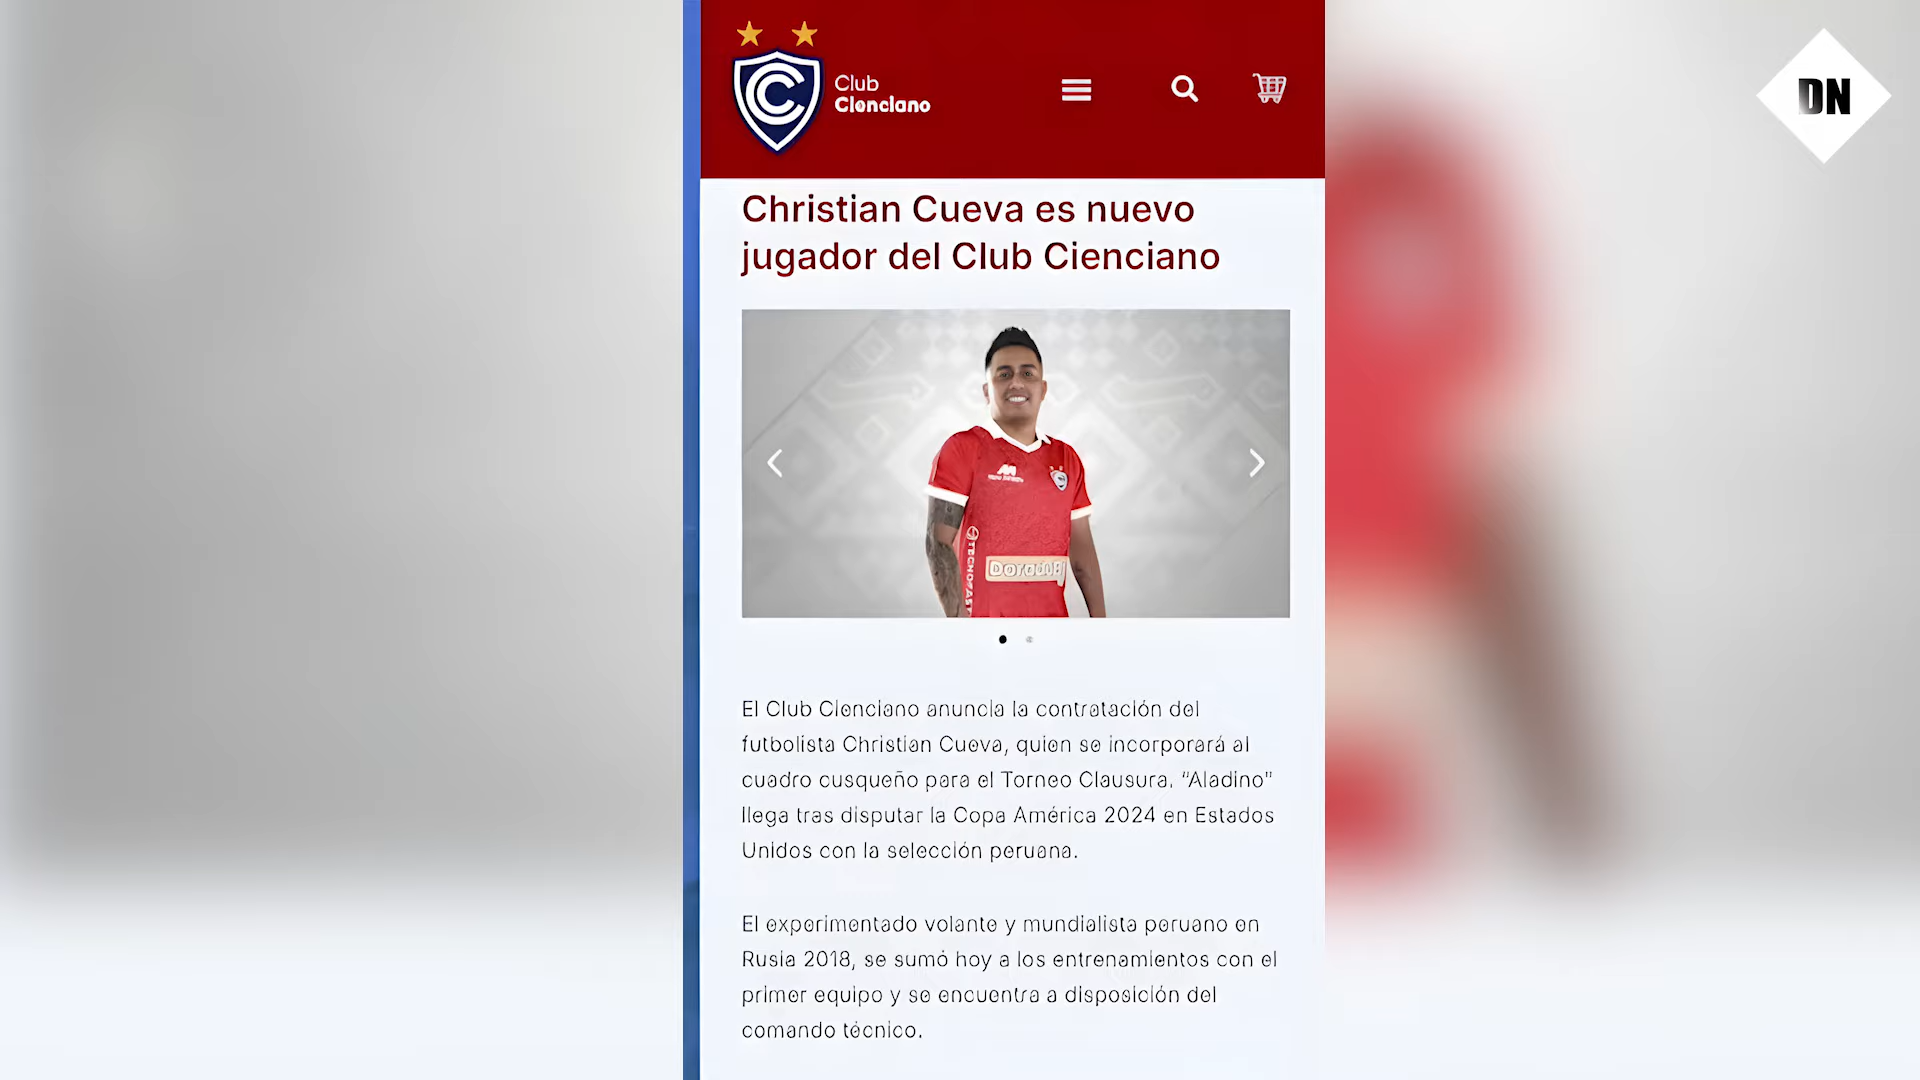 Club
Cienciano
DN
Christian Cueva es nuevo
jugador del Club Cienciano
TECNOCAST
El Club Cienciano anuncia la contratación del
futbolista Christian Cueva, quien se incorporará al
cuadro cusqueño para el Torneo Clausura. “Aladino"
llega tras disputar la Copa América 2024 en Estados
Unidos con la selección peruana.
El experimentado volante y mundialista peruano en
Rusia 2018, se sumó hoy a los entrenamientos con el
primer equipo y se encuentra a disposición del
comando técnico.